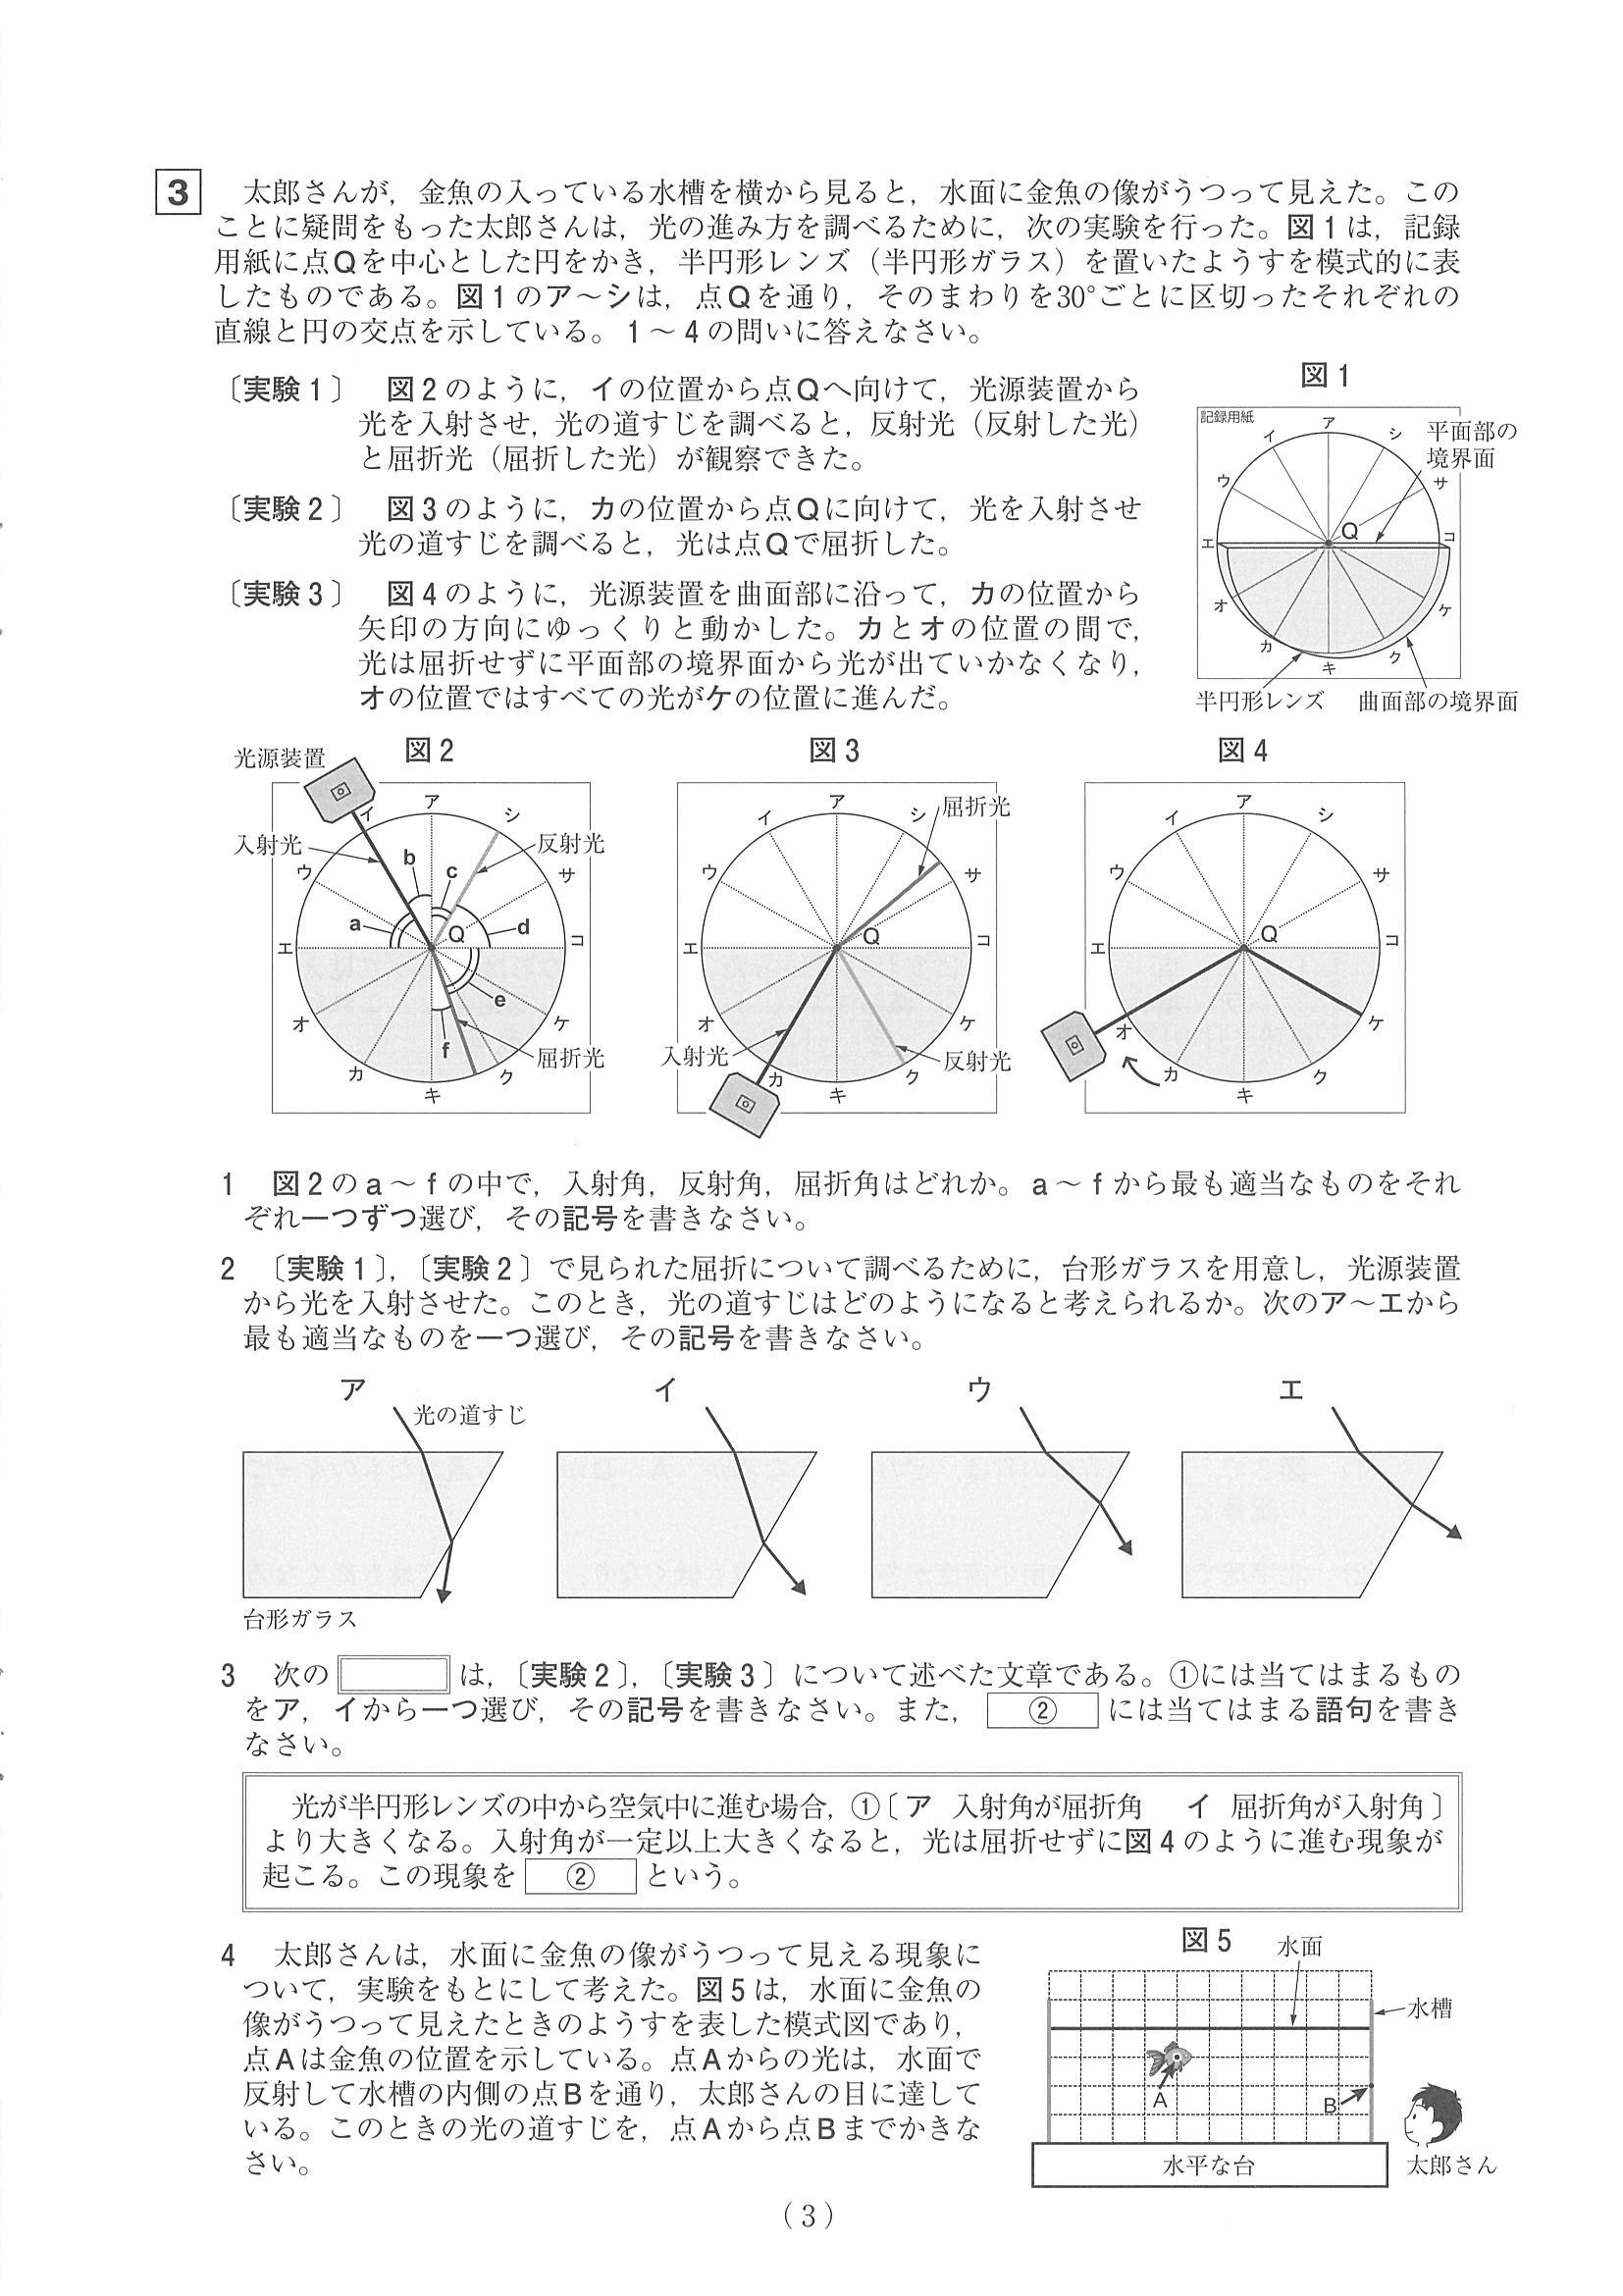 3 太郎さんが，金魚の入っている水槽を横から見ると，水面に金魚の像がうつって見えた。この
ことに疑問をもった太郎さんは，光の進み方を調べるために，次の実験を行った。図1は，記録
用紙に点Qを中心とした円をかき，半円形レンズ（半円形ガラス）を置いたようすを模式的に表
したものである。図1のア～シは，点Qを通り，そのまわりを30°ごとに区切ったそれぞれの
直線と円の交点を示している。1～4の問いに答えなさい。
〔実験1〕 図2のように，イの位置から点Qへ向けて，光源装置から
光を入射させ，光の道すじを調べると，反射光（反射した光）
と屈折光（屈折した光）が観察できた。
〔実験2〕 図3のように，カの位置から点Qに向けて，光を入射させ
光の道すじを調べると，光は点Qで屈折した。
〔実験3〕 図4のように，光源装置を曲面部に沿って，カの位置から
矢印の方向にゆっくりと動かした。カとオの位置の間で，
光は屈折せずに平面部の境界面から光が出ていかなくなり，
オの位置ではすべての光がケの位置に進んだ。
図1
記録用紙
ア
イ
シ
平面部の
境界面
ウ
サ
Q
エ
コ
オ
ケ
カ
キ
ク
半円形レンズ
曲面部の境界面
図2
光源装置
ア
イ
シ
入射光
反射光
b
c
ウ
サ
a
d
Q
エ
コ
e
オ
ケ
f
屈折光
カ
キ
ク
図3
ア
イ
シ
屈折光
ウ
サ
Q
エ
コ
オ
ケ
入射光
反射光
カ
キ
ク
図4
ア
イ
シ
ウ
サ
Q
エ
コ
オ
ケ
カ
キ
ク
1 図2のa～fの中で，入射角，反射角，屈折角はどれか。a～fから最も適当なものをそれ
ぞれ一つずつ選び，その記号を書きなさい。
2 〔実験1〕，〔実験2〕で見られた屈折について調べるために，台形ガラスを用意し，光源装置
から光を入射させた。このとき，光の道すじはどのようになると考えられるか。次のア～エから
最も適当なものを一つ選び，その記号を書きなさい。
ア イ ウ エ
光の道すじ
台形ガラス
3 次の は，〔実験2〕，〔実験3〕について述べた文章である。①には当てはまるもの
をア，イから一つ選び，その記号を書きなさい。また， ② には当てはまる語句を書き
なさい。
光が半円形レンズの中から空気中に進む場合，①〔ア 入射角が屈折角 イ 屈折角が入射角〕
より大きくなる。入射角が一定以上大きくなると，光は屈折せずに図4のように進む現象が
起こる。この現象を ② という。
4 太郎さんは，水面に金魚の像がうつって見える現象に
ついて，実験をもとにして考えた。図5は，水面に金魚の
像がうつって見えたときのようすを表した模式図であり，
点Aは金魚の位置を示している。点Aからの光は，水面で
反射して水槽の内側の点Bを通り，太郎さんの目に達して
いる。このときの光の道すじを，点Aから点Bまでかきな
さい。
図5
水面
水槽
A
B
水平な台
太郎さん
（3）